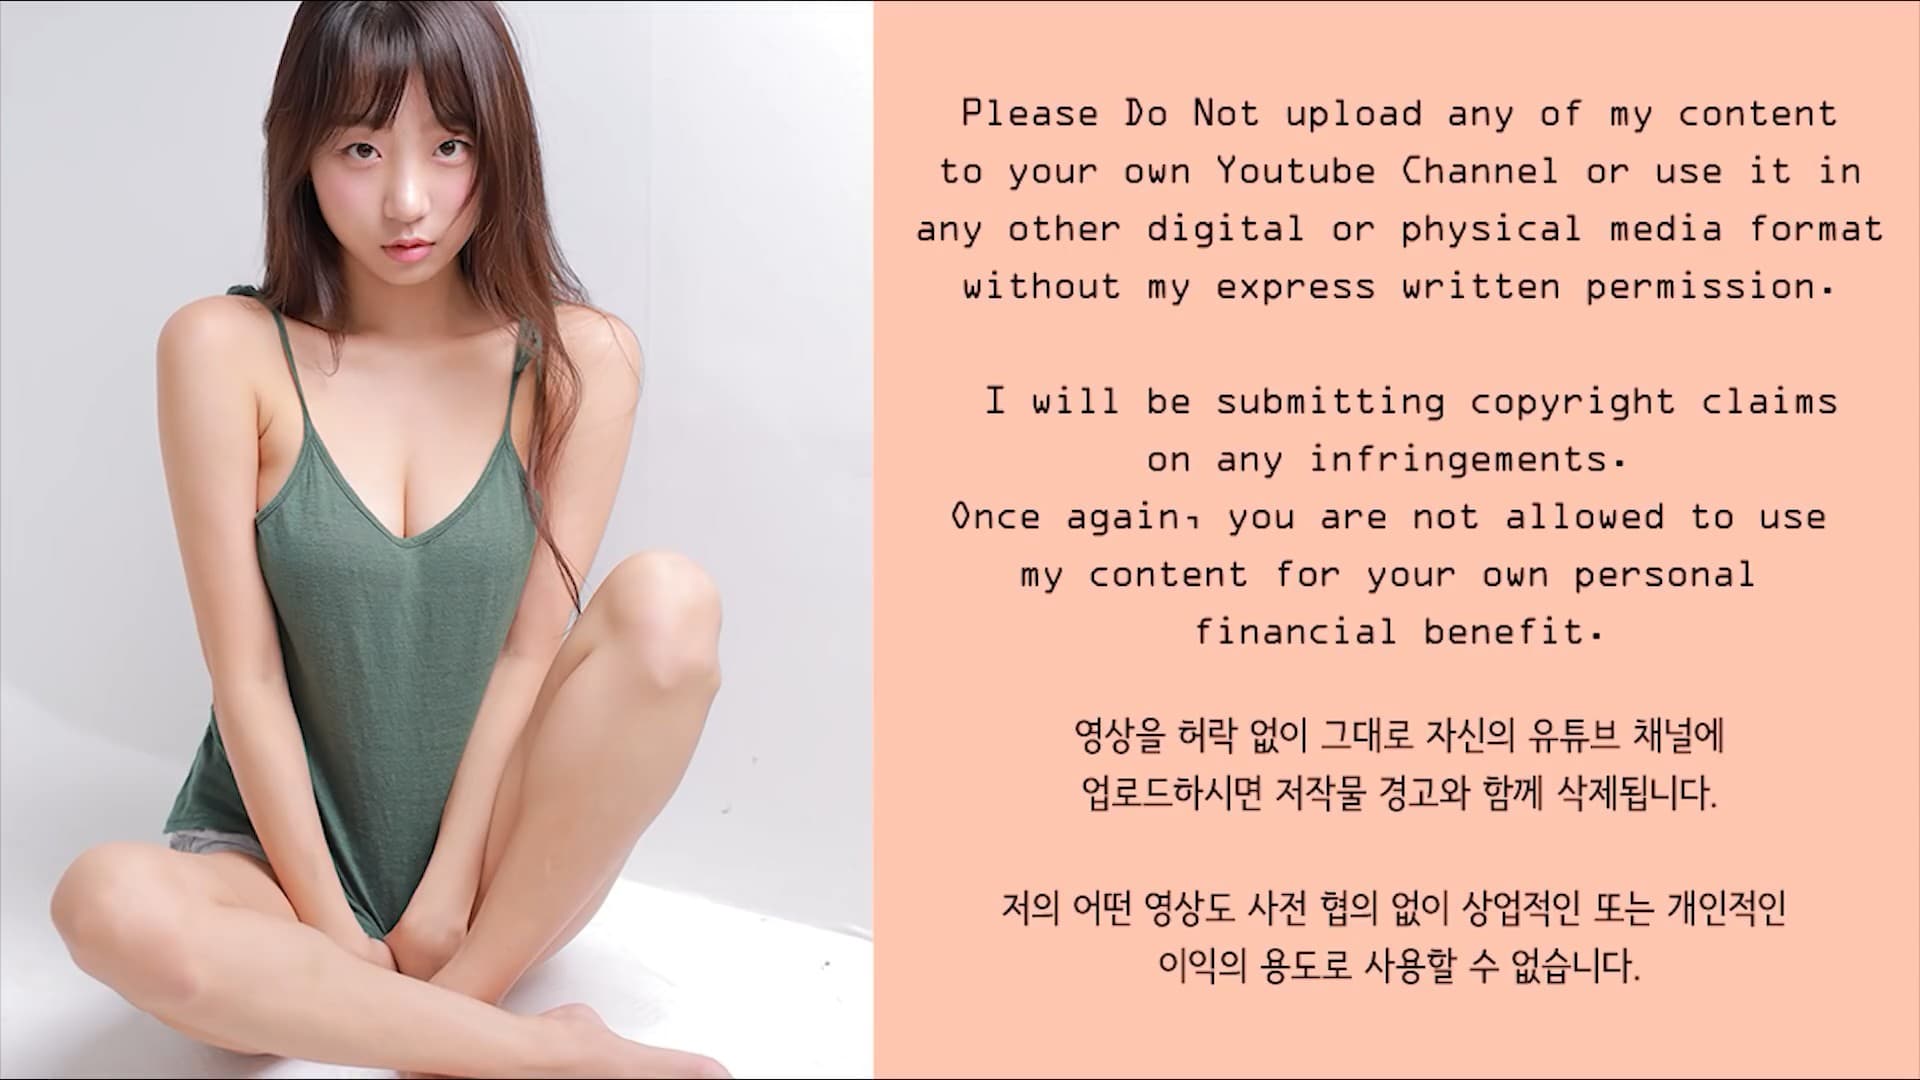 Please Do Not upload any of my content
to your own Youtube Channel or use it in
any other digital or physical media format
without my express written permission.
I will be submitting copyright claims
on any infringements.
Once again, you are not allowed to use
my content for your own personal
financial benefit.
영상을 허락 없이 그대로 자신의 유튜브 채널에
업로드하시면 저작물 경고와 함께 삭제됩니다.
저의 어떤 영상도 사전 협의 없이 상업적인 또는 개인적인
이익의 용도로 사용할 수 없습니다.